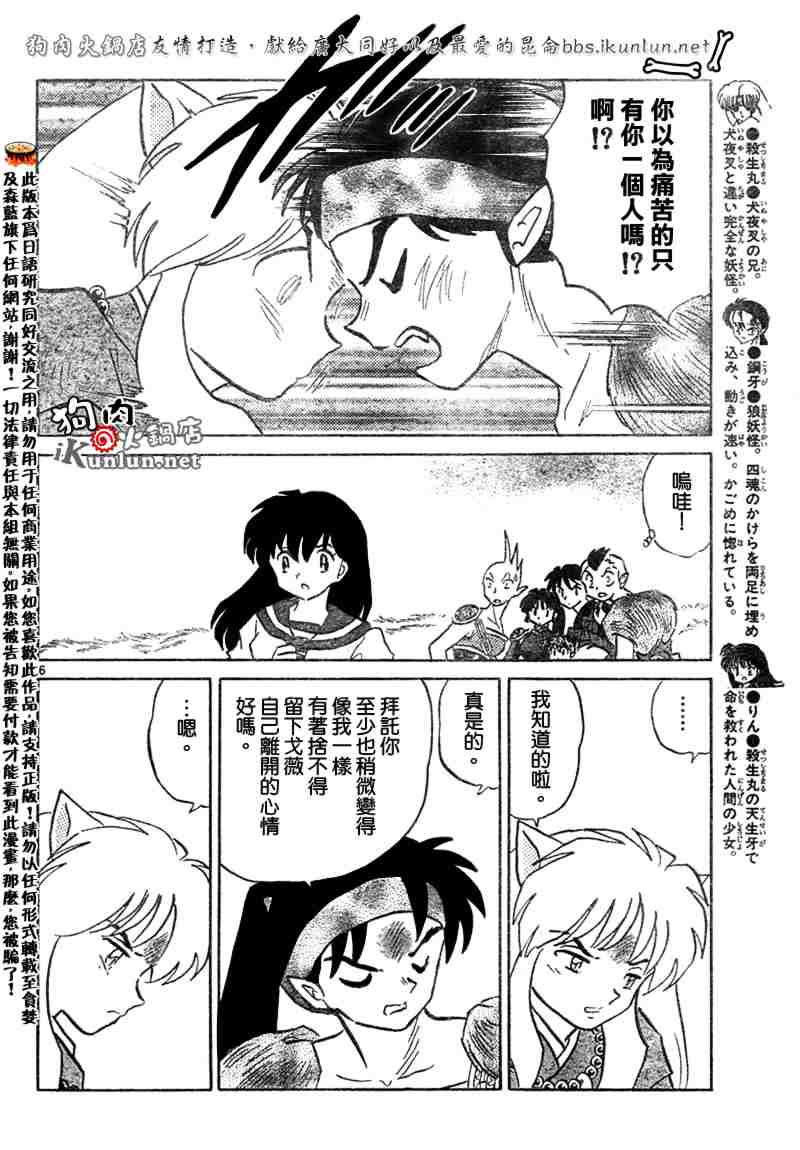 狗肉火鍋店友情打造，獻給廣大同好以及最愛的昆命bbs.ikunlun.net
你以為痛苦的只
有你一個人嗎!?
啊!?
●殺生丸●犬夜叉の兄。
犬夜叉と違い完全な妖怪。
●鋼牙●狼妖怪。四魂のかけらを両足に埋め
込み、動きが速い。かごめに惚れている。
●りん●殺生丸の天生牙で
命を救われた人間の少女。
此版本爲日語研究同好交流之用，請勿用于任何商業用途，如您喜歡此作品，請支持正版！請勿以任何形式轉載至貪婪
及森藍旗下任何網站，謝謝！一切法律責任與本組無關。如果您被告知需要付款才能看到此漫畫，那麽，您被騙了！
狗肉
火鍋店
iKunlun.net
嗚哇！
6
……
我知道的啦。
真是的。
拜託你
至少也稍微變得
像我一樣
有著捨不得
留下戈薇
自己離開的心情
好嗎。
…嗯。